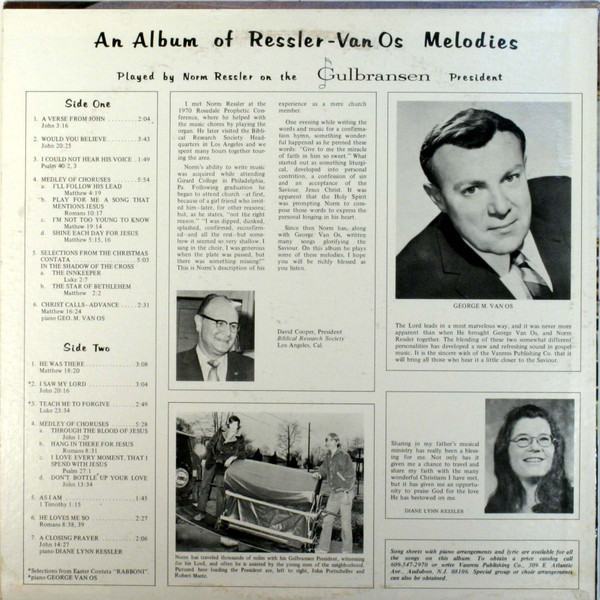 An Album of Ressler-Van Os Melodies
Played by Norm Ressler on the Gulbransen President
Side One
1. A VERSE FROM JOHN ........ 2:04
John 3:16
2. WOULD YOU BELIEVE ........ 3:43
John 20:25
3. I COULD NOT HEAR HIS VOICE . 1:49
Psalm 40:2, 3
4. MEDLEY OF CHORUSES ........ 5:54
a. I'LL FOLLOW HIS LEAD
Matthew 4:19
b. PLAY FOR ME A SONG THAT
MENTIONS JESUS
Romans 10:17
c. I'M NOT TOO YOUNG TO KNOW
Mathew 19:14
d. SHINE EACH DAY FOR JESUS
Matthew 5:15, 16
5. SELECTIONS FROM THE CHRISTMAS
CONTATA ........ 5:03
IN THE SHADOW OF THE CROSS
a. THE INNKEEPER
Luke 2:7
b. THE STAR OF BETHLEHEM
Matthew 2:2
6. CHRIST CALLS-ADVANCE ..... 2:31
Matthew 16:24
piano GEO. M. VAN OS
Side Two
1. HE WAS THERE ........ 3:08
Matthew 18:20
*2. I SAW MY LORD ........ 3:04
John 20:16
*3. TEACH ME TO FORGIVE ...... 2:49
Luke 23:34
4. MEDLEY OF CHORUSES ........ 5:28
a. THROUGH THE BLOOD OF JESUS
John 1:29
b. HANG IN THERE FOR JESUS
Romans 8:31
c. I LOVE EVERY MOMENT, THAT I
SPEND WITH JESUS
Psalm 27:1
d. DON'T BOTTLE UP YOUR LOVE
John 13:34
5. AS I AM ........ 1:45
I Timothy 1:15
6. HE LOVES ME SO ........ 2:27
Romans 8:38, 39
7. A CLOSING PRAYER ........ 2:06
John 14:27
piano DIANE LYNN RESSLER
*Selections from Easter Contata "RABBONI"
*piano GEORGE VAN OS
I met Norm Ressler at the
1970 Rosedale Prophetic Con-
ference, where he helped with
the music chores by playing the
organ. He later visited the Bibli-
cal Research Society Head-
quarters in Los Angeles and we
spent many hours together tour-
ing the area.
Norm's ability to write music
was acquired while attending
Girard College in Philadelphia,
Pa. Following graduation he
began to attend church -at first,
because of a girl friend who invit-
ed him-later, for other reasons;
but, as he states, "not the right
reason." "I was dipped, dunked,
splashed, confirmed, reconfirm-
ed-and all the rest-but some-
how it seemed so very shallow. I
sang in the choir, I was generous
when the plate was passed, but
there was something missing!"
This is Norm's description of his
experience as a mere church
member.
One evening while writing the
words and music for a confirma-
tion hymn, something wonder-
ful happened as he penned these
words: "Give to me the miracle
of faith in him so sweet." What
started out as something liturgi-
cal, developed into personal
contrition, a confession of sin
and an acceptance of the
Saviour, Jesus Christ. It was
apparent that the Holy Spirit
was prompting Norm to com-
pose those words to express the
personal longing in his heart.
Since then Norm has, along
with George Van Os, written
many songs glorifying the
Saviour. On this album he plays
some of these melodies. I hope
you will be richly blessed as
you listen.
David Cooper, President
Biblical Research Society
Los Angeles, Cal.
GEORGE M. VAN OS
The Lord leads in a most marvelous way, and it was never more
apparent than when He brought George Van Os, and Norm
Ressler together. The blending of these two somewhat different
personalities has developed a new and refreshing sound in gospel
music. It is the sincere wish of the Vanress Publishing Co. that it
will bring all those who hear it a little closer to the Saviour.
Norm has traveled thousands of miles with his Gulbransen President, witnessing
for his Lord, and often he is assisted by the young men of the neighborhood.
Pictured here loading the President are, left to right, John Portscheller and
Robert Mantz.
Sharing in my father's musical
ministry has really been a bless-
ing for me. Not only has it
given me a chance to travel and
share my faith with the many
wonderful Christians I have met,
but it has given me an opportu-
nity to praise God for the love
He has bestowed on me.
DIANE LYNN RESSLER
Song sheets with piano arrangements and lyric are available for all
the songs on this album. To obtain a price catalog call
609-547-2970 or write Vanress Publishing Co., 309 E. Atlantic
Ave., Audubon, N.J. 08106. Special group or choir arrangements
can also be obtained.